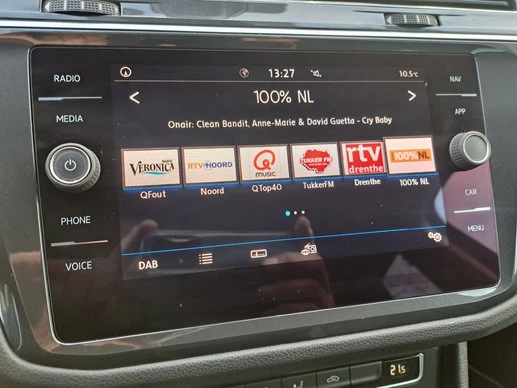 RADIO
MEDIA
PHONE
VOICE
13:27
10.5°C
100% NL
Onair: Clean Bandit, Anne-Marie & David Guetta - Cry Baby
RADIO VERONICA
RTV NOORD
Q music
TUKKER FM
rtv drenthe
100% NL
QFout
Noord
QTop40
TukkerFM
Drenthe
100% NL
DAB
NAV
APP
CAR
MENU